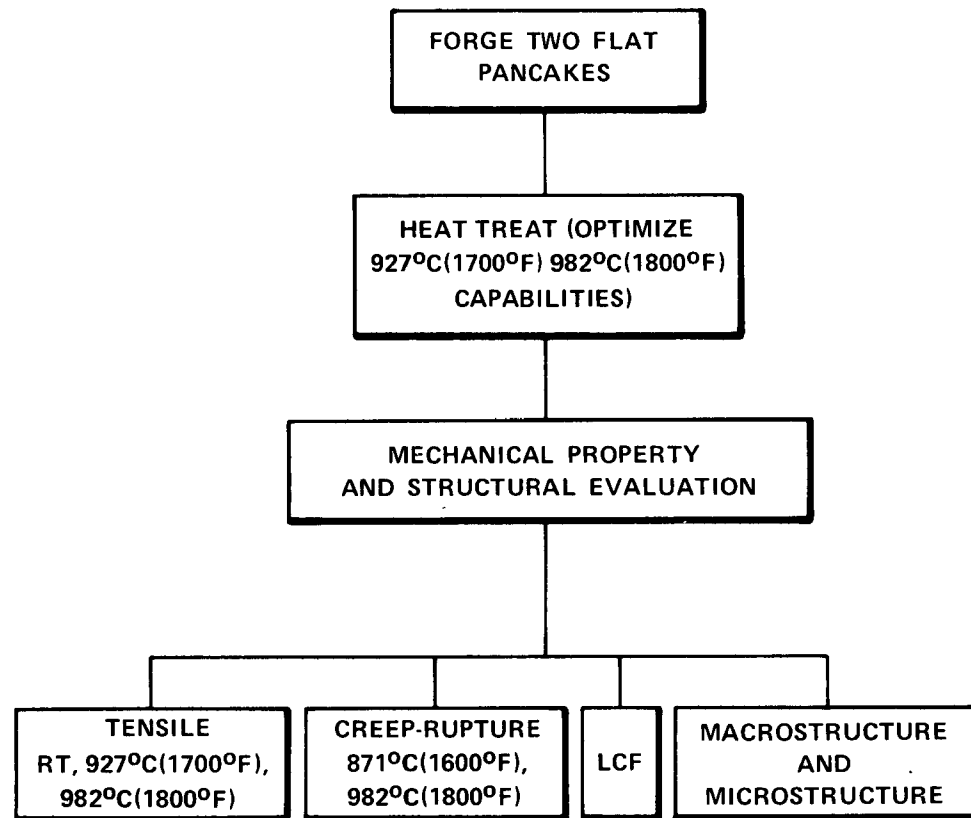 FORGE TWO FLAT
PANCAKES
HEAT TREAT (OPTIMIZE
927°C(1700°F) 982°C(1800°F)
CAPABILITIES)
MECHANICAL PROPERTY
AND STRUCTURAL EVALUATION
TENSILE
RT, 927°C(1700°F),
982°C(1800°F)
CREEP-RUPTURE
871°C(1600°F),
982°C(1800°F)
LCF
MACROSTRUCTURE
AND
MICROSTRUCTURE